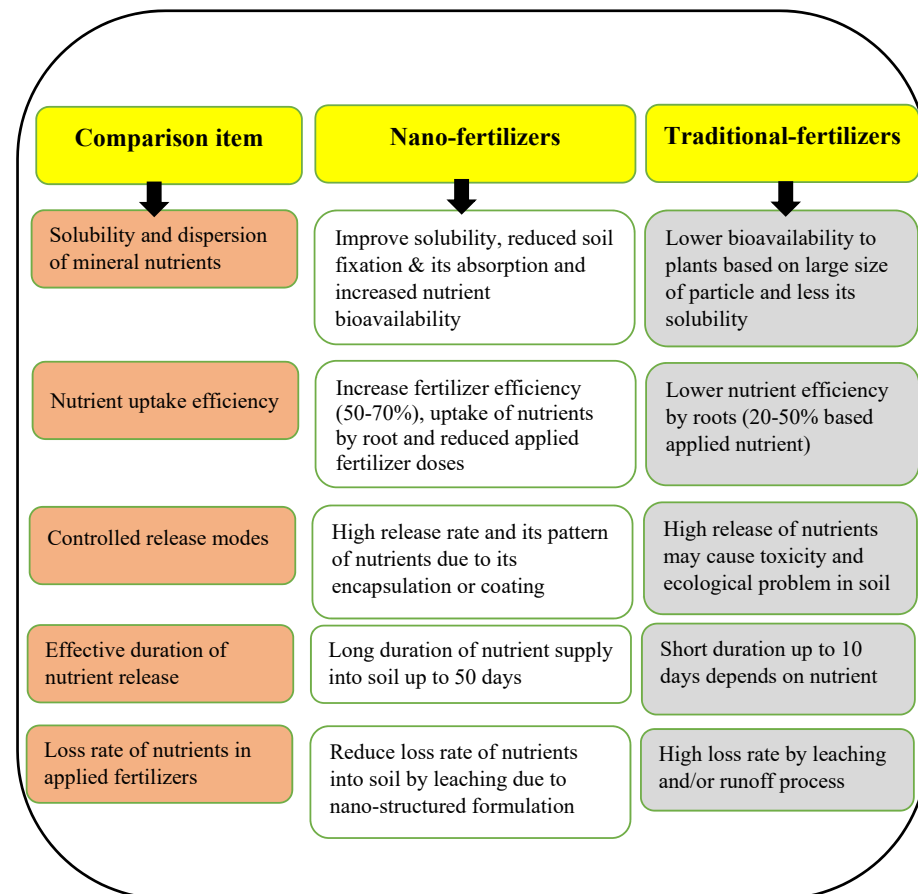 Comparison item
Nano-fertilizers
Traditional-fertilizers
Solubility and dispersion
of mineral nutrients
Improve solubility, reduced soil
fixation & its absorption and
increased nutrient
bioavailability
Lower bioavailability to
plants based on large size
of particle and less its
solubility
Nutrient uptake efficiency
Increase fertilizer efficiency
(50-70%), uptake of nutrients
by root and reduced applied
fertilizer doses
Lower nutrient efficiency
by roots (20-50% based
applied nutrient)
Controlled release modes
High release rate and its pattern
of nutrients due to its
encapsulation or coating
High release of nutrients
may cause toxicity and
ecological problem in soil
Effective duration of
nutrient release
Long duration of nutrient supply
into soil up to 50 days
Short duration up to 10
days depends on nutrient
Loss rate of nutrients in
applied fertilizers
Reduce loss rate of nutrients
into soil by leaching due to
nano-structured formulation
High loss rate by leaching
and/or runoff process